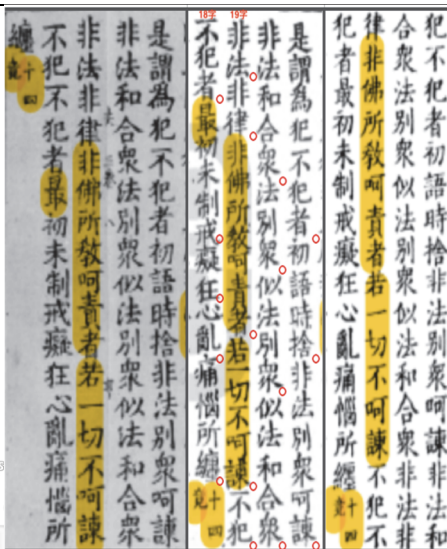 犯不犯者初語時捨非法別衆呵諫非法和
合衆法別衆似法別衆似法和合衆非法非
律非佛所教呵責者若一切不呵諫不犯不
犯者最初未制戒癡狂心亂痛惱所纏十四竟
18字 19字
是謂為犯不犯者初語時捨非法別衆呵諫
非法和合衆法別衆似法別衆似法和合衆
非法非律非佛所教呵責者若一切不呵諫不犯
不犯者最初未制戒癡狂心亂痛惱所纏十四竟
是謂為犯不犯者初語時捨非法別衆呵諫
非法和合衆法別衆似法別衆似法和合衆
非法非律非佛所教呵責者若一切不呵諫
不犯不犯者最初未制戒癡狂心亂痛惱所
纏十四竟